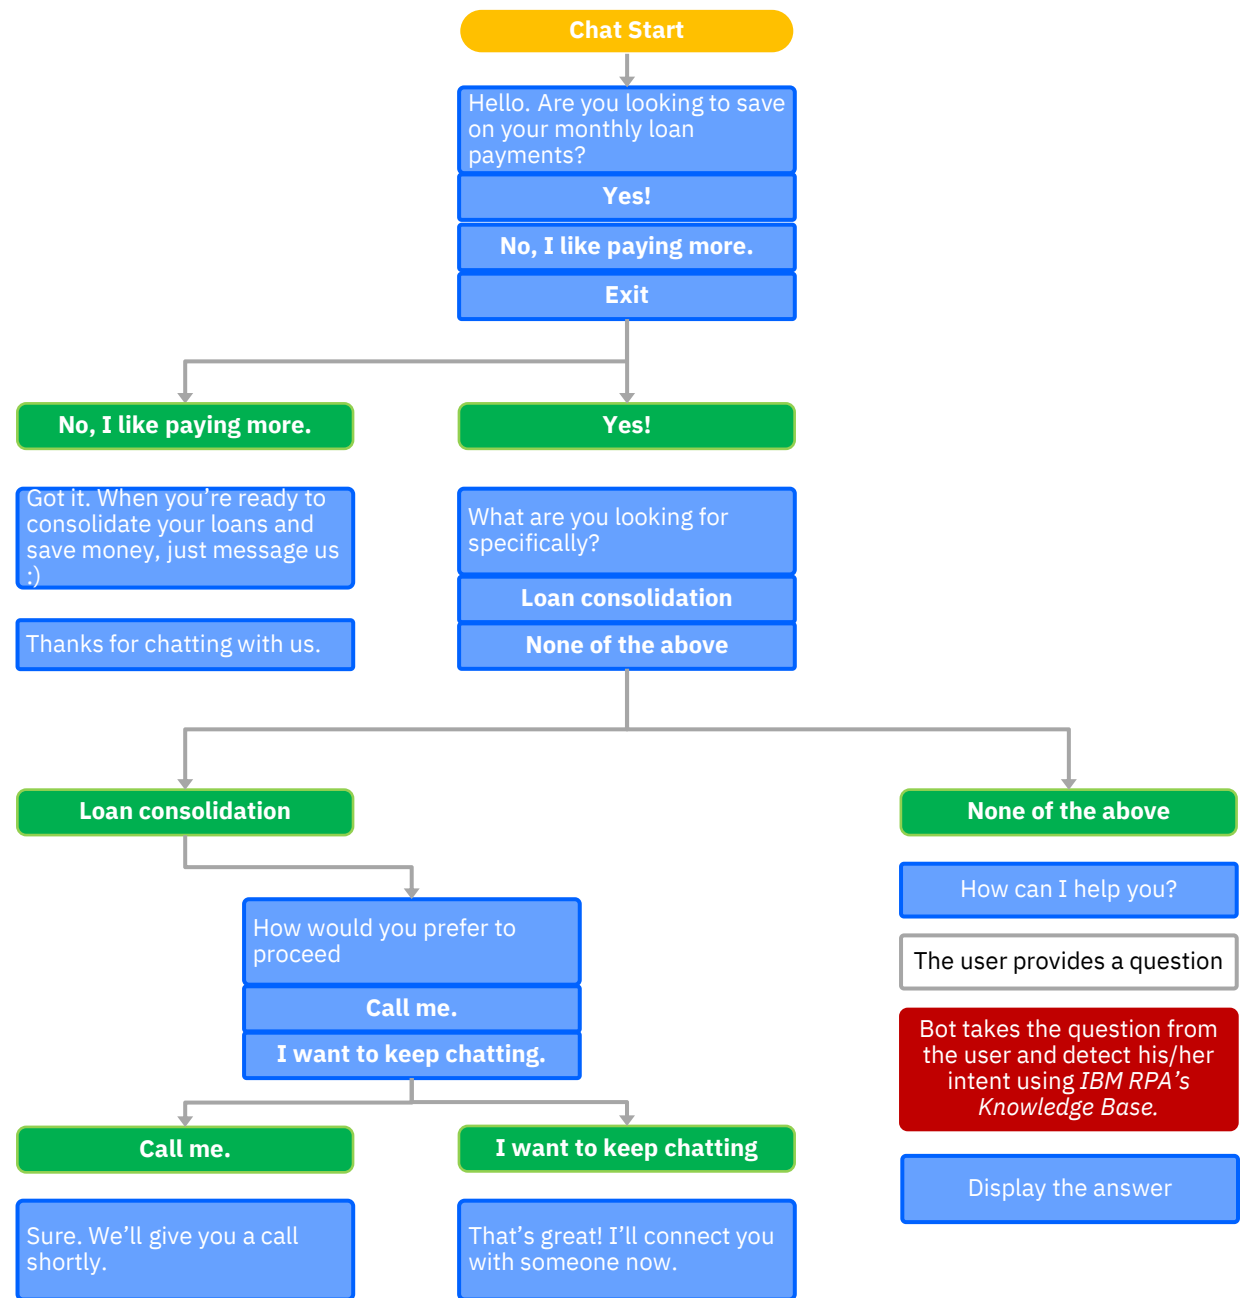 Chat Start
Hello. Are you looking to save
on your monthly loan
payments?
Yes!
No, I like paying more.
Exit
No, I like paying more.
Yes!
Got it. When you’re ready to
consolidate your loans and
save money, just message us
:)
Thanks for chatting with us.
What are you looking for
specifically?
Loan consolidation
None of the above
Loan consolidation
None of the above
How would you prefer to
proceed
Call me.
I want to keep chatting.
Call me.
I want to keep chatting
Sure. We’ll give you a call
shortly.
That’s great! I’ll connect you
with someone now.
How can I help you?
The user provides a question
Bot takes the question from
the user and detect his/her
intent using IBM RPA’s
Knowledge Base.
Display the answer